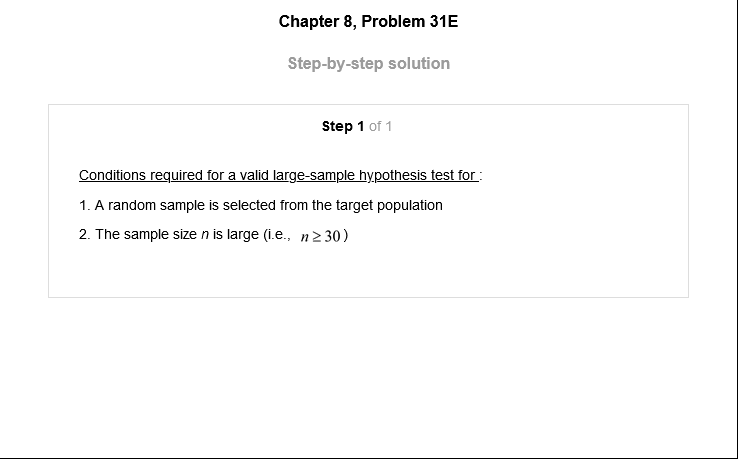 Chapter 8, Problem 31E
Step-by-step solution
Step 1 of 1
Conditions required for a valid large-sample hypothesis test for :
1. A random sample is selected from the target population
2. The sample size n is large (i.e., n ≥ 30)